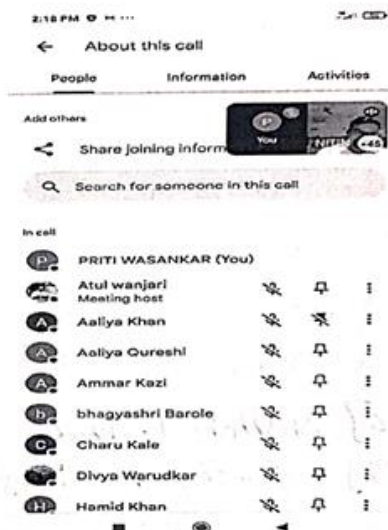 2:18 PM
← About this call
People Information Activities
Add others
Share joining inform
P
You
NITIN
+45
Search for someone in this call
In call
P PRITI WASANKAR (You)
Atul wanjari
Meeting host
A Aaliya Khan
A Aaliya Qureshi
A Ammar Kazi
b bhagyashri Barole
C Charu Kale
Divya Warudkar
H Hamid Khan